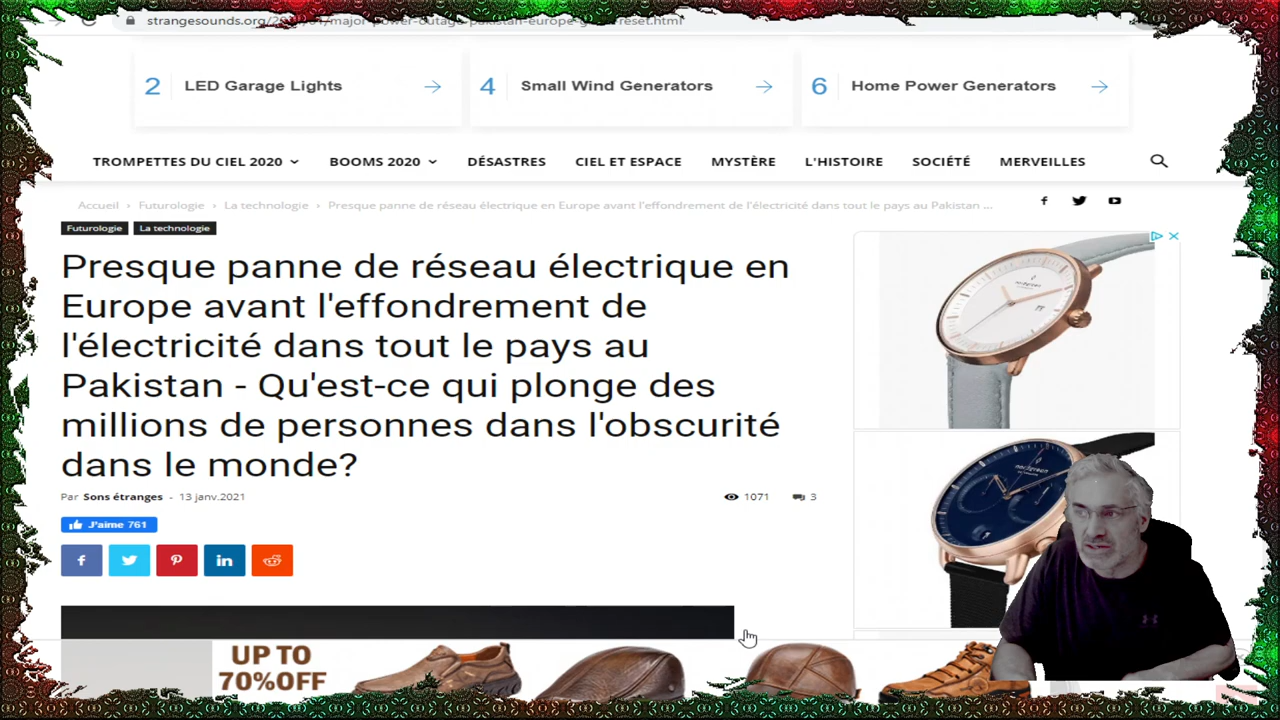 strangesounds.org/
2 LED Garage Lights
4 Small Wind Generators
6 Home Power Generators
TROMPETTES DU CIEL 2020
BOOMS 2020
DÉSASTRES
CIEL ET ESPACE
MYSTÈRE
L'HISTOIRE
SOCIÉTÉ
MERVEILLES
Accueil › Futurologie › La technologie › Presque panne de réseau électrique en Europe avant l'effondrement de l'électricité dans tout le pays au Pakistan ...
Futurologie
La technologie
Presque panne de réseau électrique en
Europe avant l'effondrement de
l'électricité dans tout le pays au
Pakistan - Qu'est-ce qui plonge des
millions de personnes dans l'obscurité
dans le monde?
Par Sons étranges - 13 janv.2021
1071
3
J'aime 761
UP TO
70%OFF